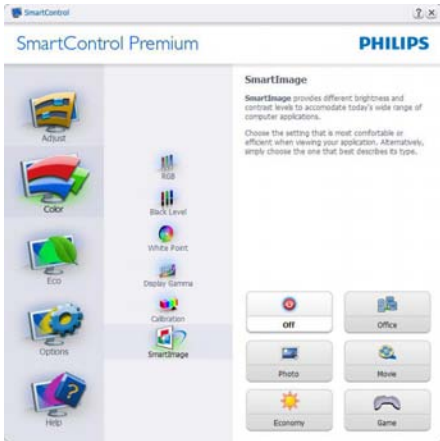 SmartControl
SmartControl Premium
PHILIPS
Adjust
Color
Eco
Options
Help
RGB
Black Level
White Point
Display Gamma
Calibration
SmartImage
SmartImage
SmartImage provides different brightness and
contrast levels to accomodate today's wide range of
computer applications.
Choose the setting that is most comfortable or
efficient when viewing your application. Alternatively,
simply choose the one that best describes its type.
Off
Office
Photo
Movie
Economy
Game